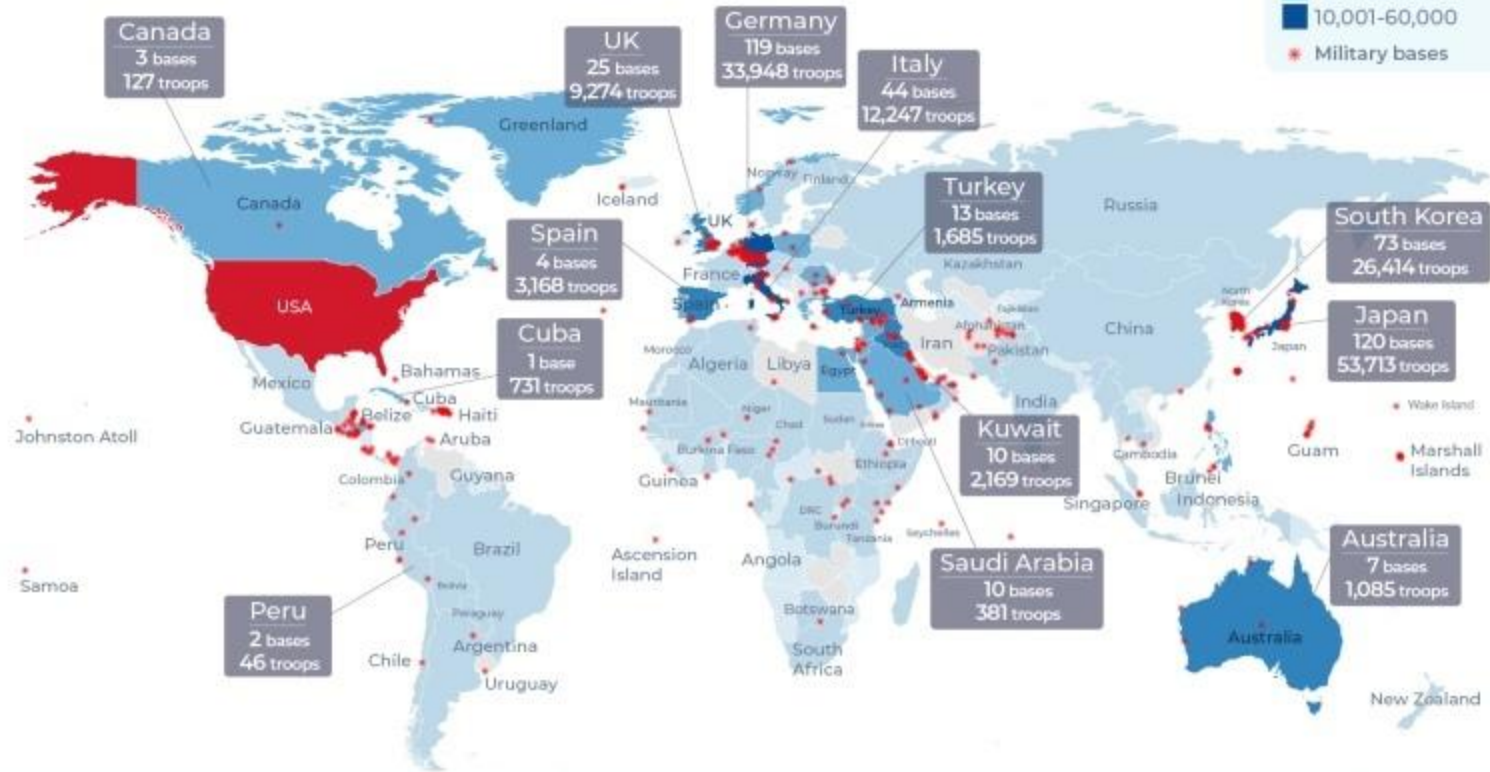 10,001-60,000
Military bases
Canada
3 bases
127 troops
UK
25 bases
9,274 troops
Germany
119 bases
33,948 troops
Italy
44 bases
12,247 troops
Greenland
Canada
Iceland
Norway
Finland
UK
Russia
Turkey
13 bases
1,685 troops
South Korea
73 bases
26,414 troops
Spain
4 bases
3,168 troops
France
Kazakhstan
USA
Spain
Turkey
Armenia
North
Korea
Tajikistan
Afghanistan
Iran
Pakistan
China
Japan
Japan
120 bases
53,713 troops
Cuba
1 base
731 troops
Morocco
Algeria
Libya
Egypt
Iraq
Mexico
Bahamas
Cuba
Belize
Haiti
Guatemala
Aruba
Johnston Atoll
Mauritania
Niger
Chad
Sudan
Eritrea
Djibouti
India
Wake Island
Kuwait
10 bases
2,169 troops
Guam
Marshall
Islands
Colombia
Guyana
Guinea
Burkina Faso
Ethiopia
Cambodia
Brunei
Singapore
Indonesia
DRC
Burundi
Tanzania
Seychelles
Peru
Brazil
Ascension
Island
Angola
Saudi Arabia
10 bases
381 troops
Australia
7 bases
1,085 troops
Samoa
Bolivia
Peru
2 bases
46 troops
Paraguay
Argentina
Botswana
Australia
Chile
South
Africa
Uruguay
New Zealand